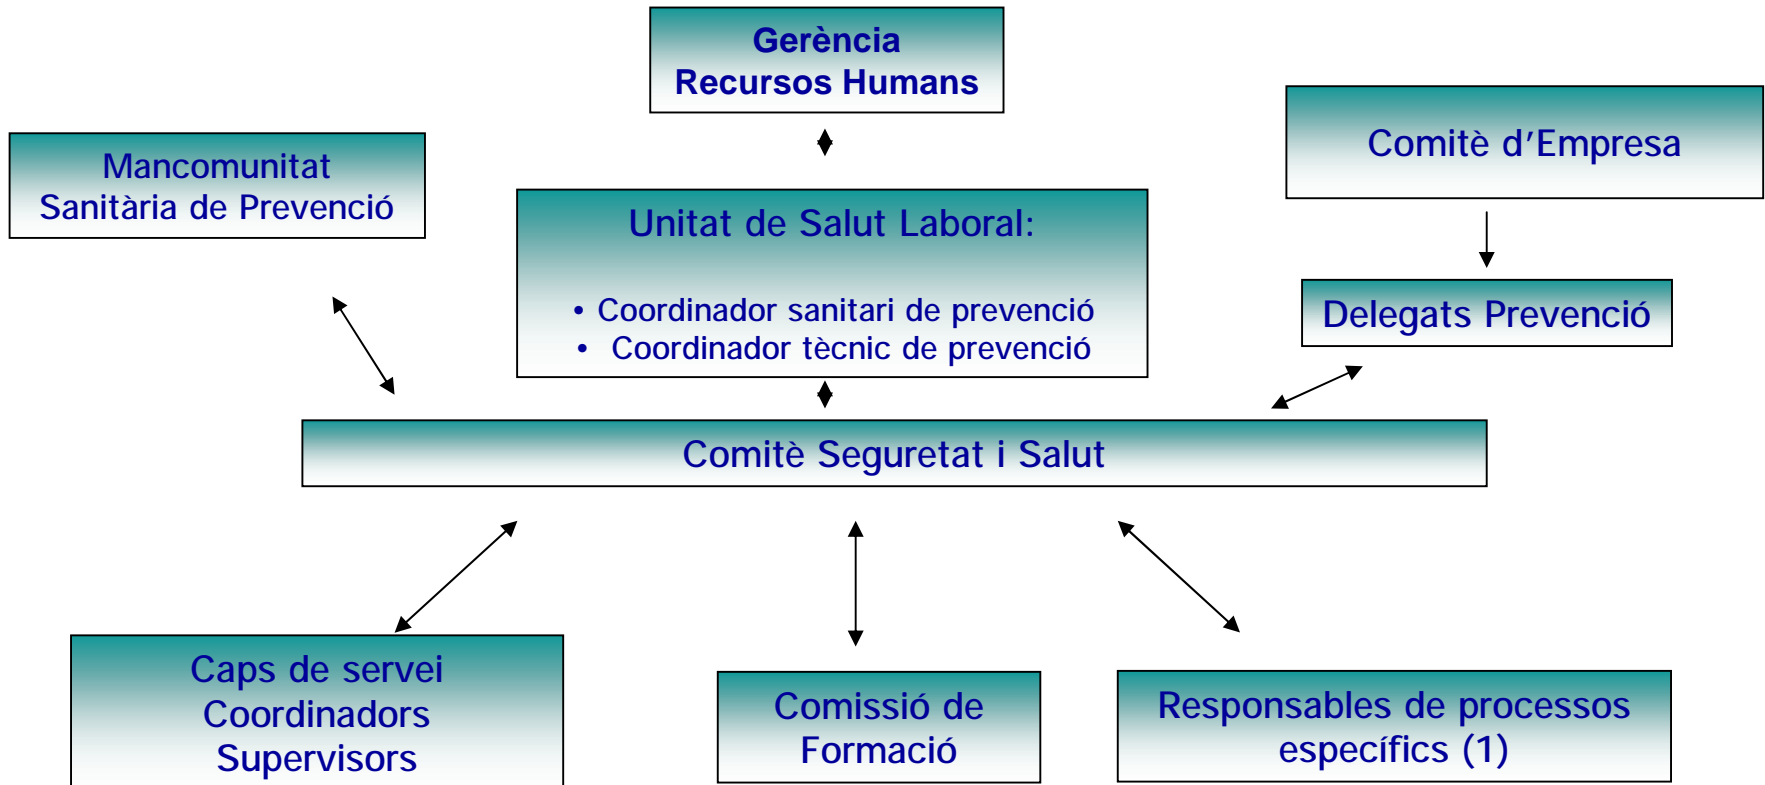 Gerència
Recursos Humans
Mancomunitat
Sanitària de Prevenció
Comitè d’Empresa
Unitat de Salut Laboral:
• Coordinador sanitari de prevenció
• Coordinador tècnic de prevenció
Delegats Prevenció
Comitè Seguretat i Salut
Caps de servei
Coordinadors
Supervisors
Comissió de
Formació
Responsables de processos
específics (1)